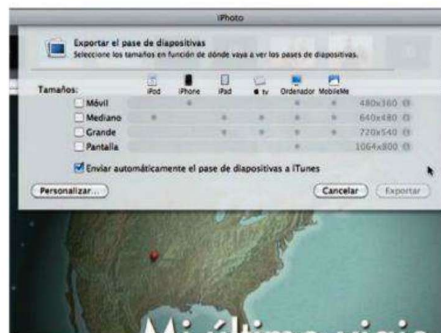 iPhoto
Exportar el pase de diapositivas
Seleccione los tamaños en función de dónde vaya a ver los pases de diapositivas.
Tamaños: iPod iPhone iPad tv Ordenador MobileMe
Móvil 480x360
Mediano 640x480
Grande 720x540
Pantalla 1064x800
Enviar automáticamente el pase de diapositivas a iTunes
Personalizar... Cancelar Exportar
Mi último